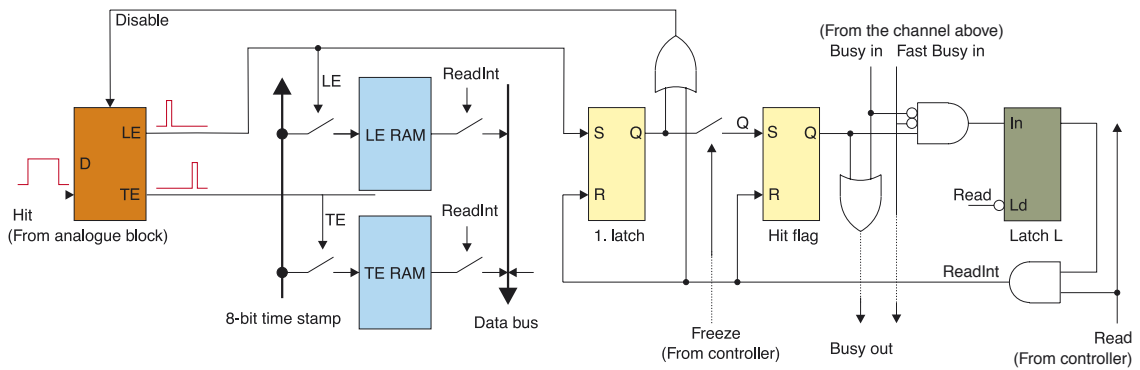 Disable
(From the channel above)
Busy in
Fast Busy in
LE
ReadInt
LE
D
TE
LE RAM
S
Q
R
1. latch
Q
S
Q
R
Hit flag
In
Read
Ld
Latch L
Hit
(From analogue block)
TE
ReadInt
TE RAM
8-bit time stamp
Data bus
ReadInt
Freeze
(From controller)
Busy out
Read
(From controller)